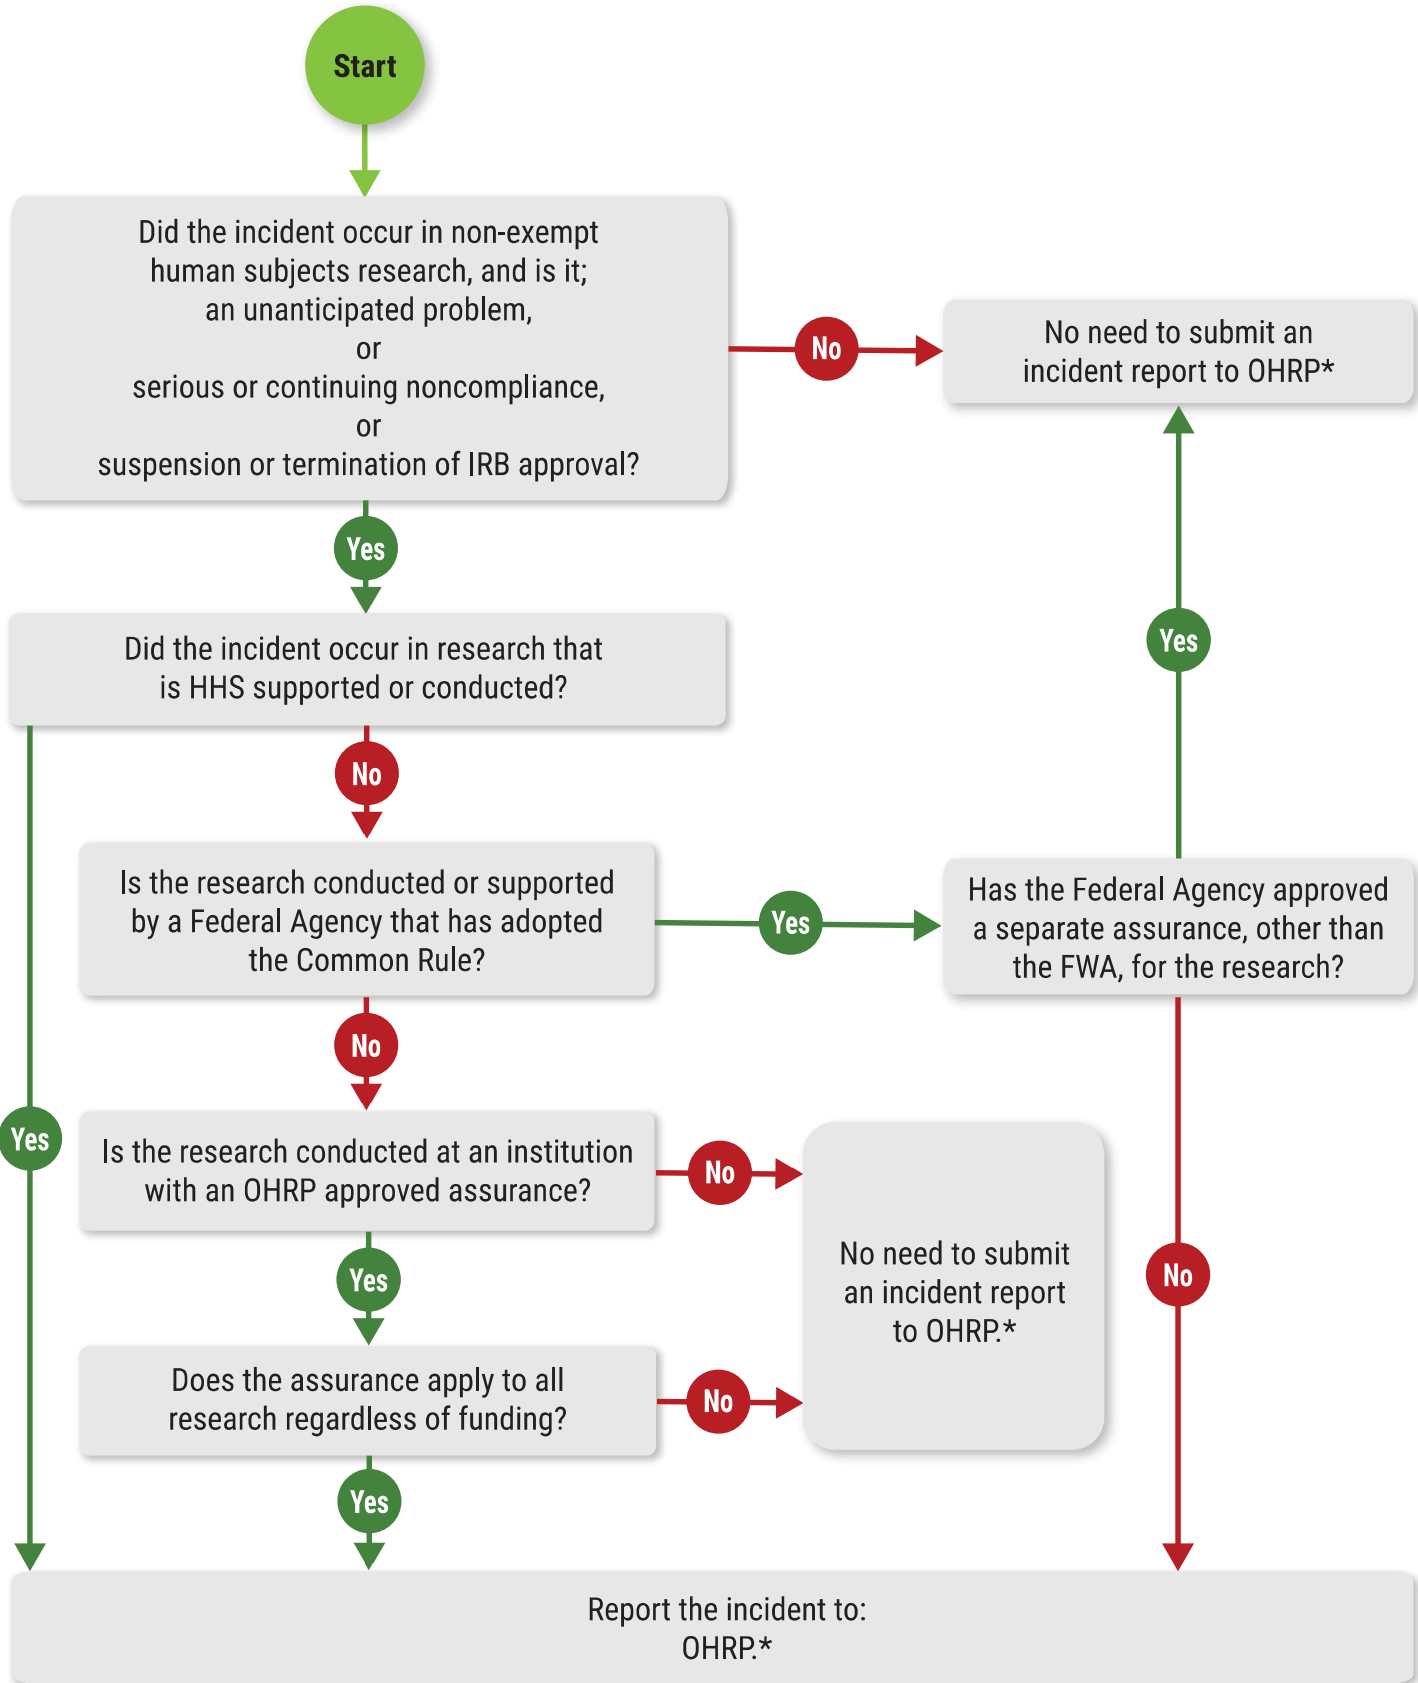 Start
Did the incident occur in non-exempt
human subjects research, and is it;
an unanticipated problem,
or
serious or continuing noncompliance,
or
suspension or termination of IRB approval?
No
No need to submit an
incident report to OHRP*
Yes
Yes
Did the incident occur in research that
is HHS supported or conducted?
No
Is the research conducted or supported
by a Federal Agency that has adopted
the Common Rule?
Yes
Has the Federal Agency approved
a separate assurance, other than
the FWA, for the research?
No
Yes
Is the research conducted at an institution
with an OHRP approved assurance?
No
No need to submit
an incident report
to OHRP.*
No
Yes
Does the assurance apply to all
research regardless of funding?
No
Yes
Report the incident to:
OHRP.*